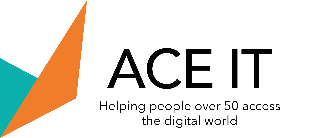 ACE IT
Helping people over 50 access
the digital world